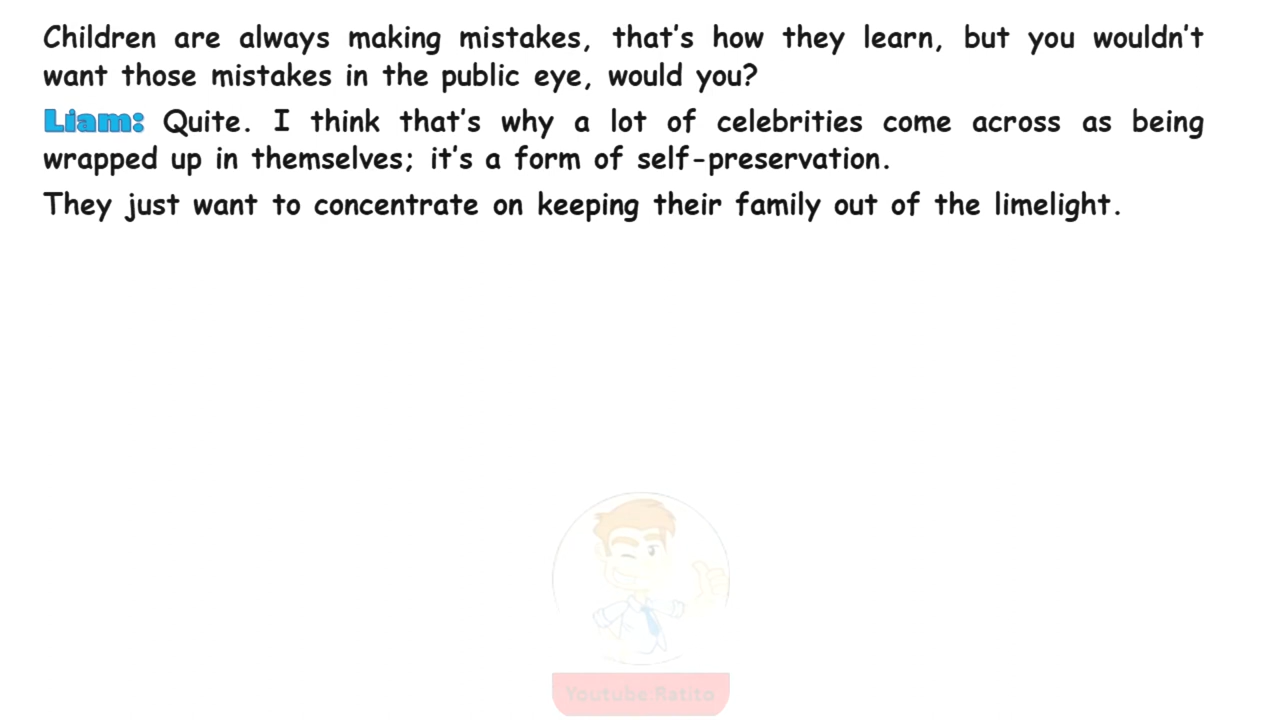 Children are always making mistakes, that's how they learn, but you wouldn't
want those mistakes in the public eye, would you?
Liam: Quite. I think that's why a lot of celebrities come across as being
wrapped up in themselves; it's a form of self-preservation.
They just want to concentrate on keeping their family out of the limelight.
Youtube:Ratito